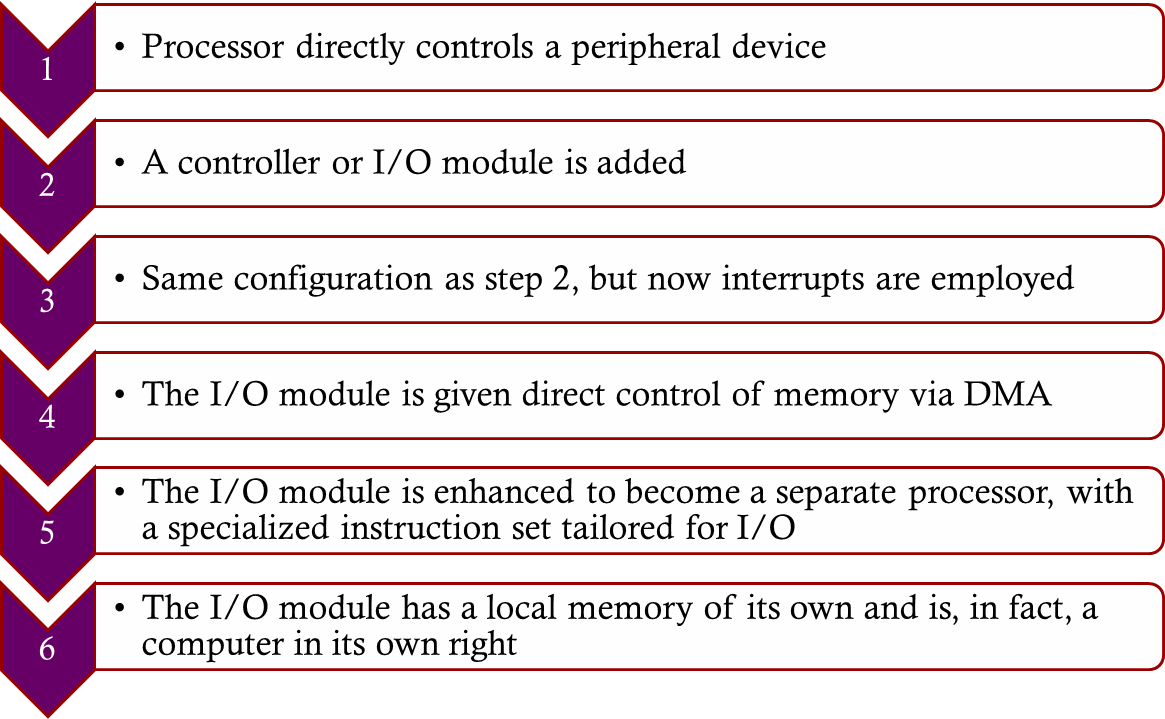 1
• Processor directly controls a peripheral device
2
• A controller or I/O module is added
3
• Same configuration as step 2, but now interrupts are employed
4
• The I/O module is given direct control of memory via DMA
5
• The I/O module is enhanced to become a separate processor, with
a specialized instruction set tailored for I/O
6
• The I/O module has a local memory of its own and is, in fact, a
computer in its own right